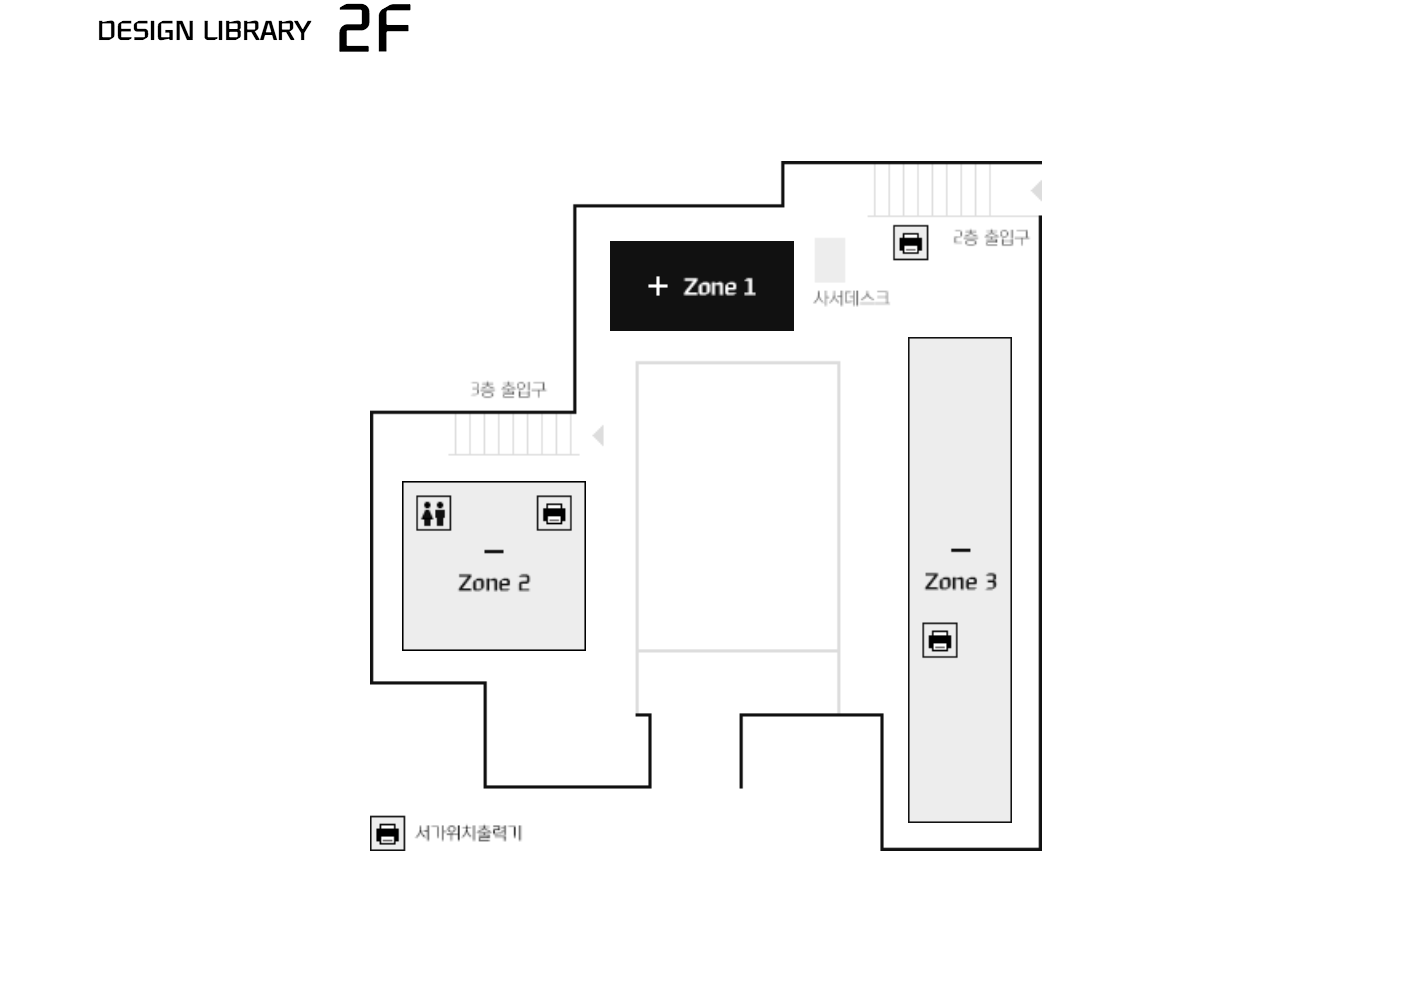 DESIGN LIBRARY 2F
2층 출입구
+ Zone 1
사서데스크
3층 출입구
Zone 2
Zone 3
서가위치출력기